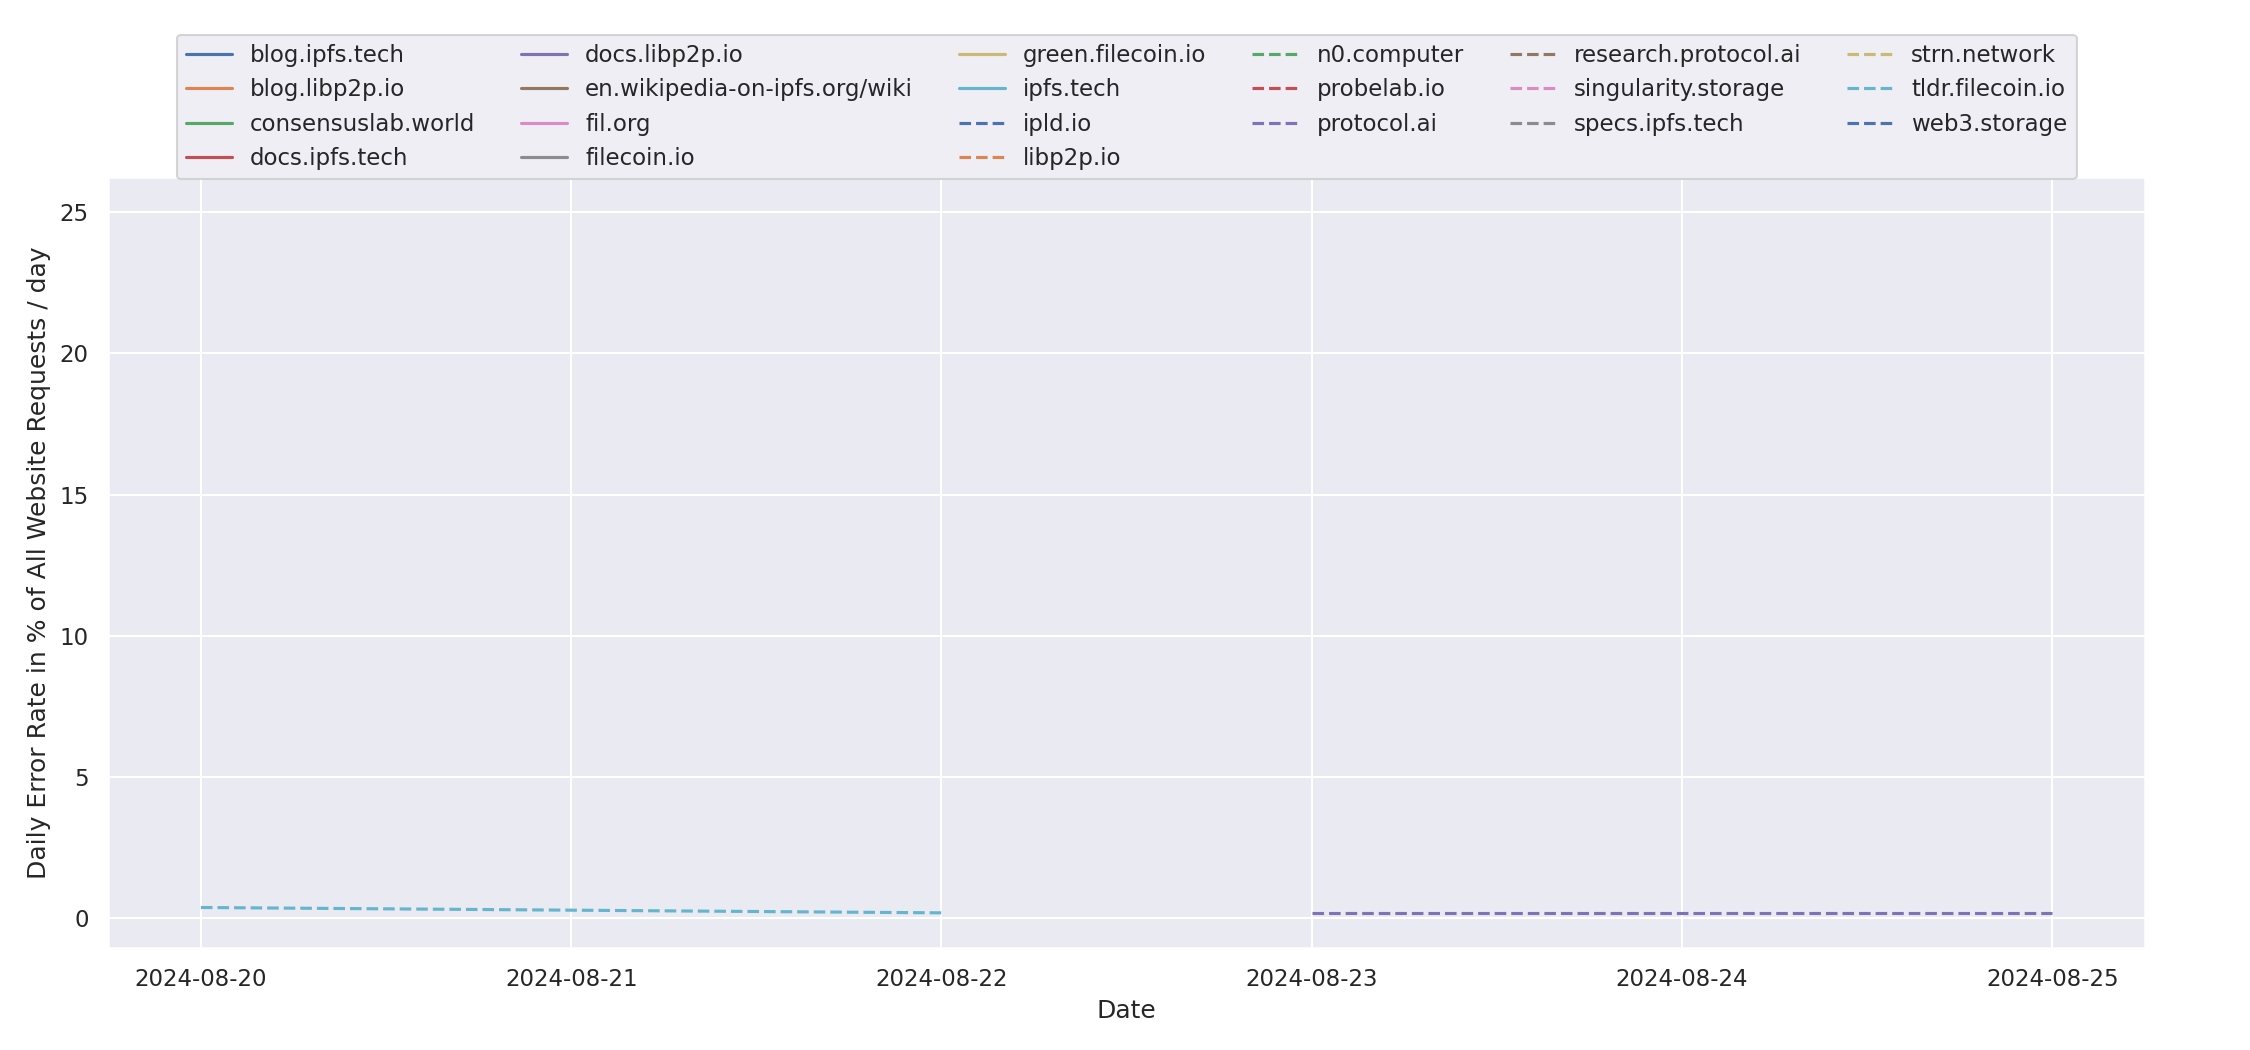 blog.ipfs.tech
blog.libp2p.io
consensuslab.world
docs.ipfs.tech
docs.libp2p.io
en.wikipedia-on-ipfs.org/wiki
fil.org
filecoin.io
green.filecoin.io
ipfs.tech
ipld.io
libp2p.io
n0.computer
probelab.io
protocol.ai
research.protocol.ai
singularity.storage
specs.ipfs.tech
strn.network
tldr.filecoin.io
web3.storage
Daily Error Rate in % of All Website Requests / day
25
20
15
10
5
0
2024-08-20
2024-08-21
2024-08-22
2024-08-23
2024-08-24
2024-08-25
Date